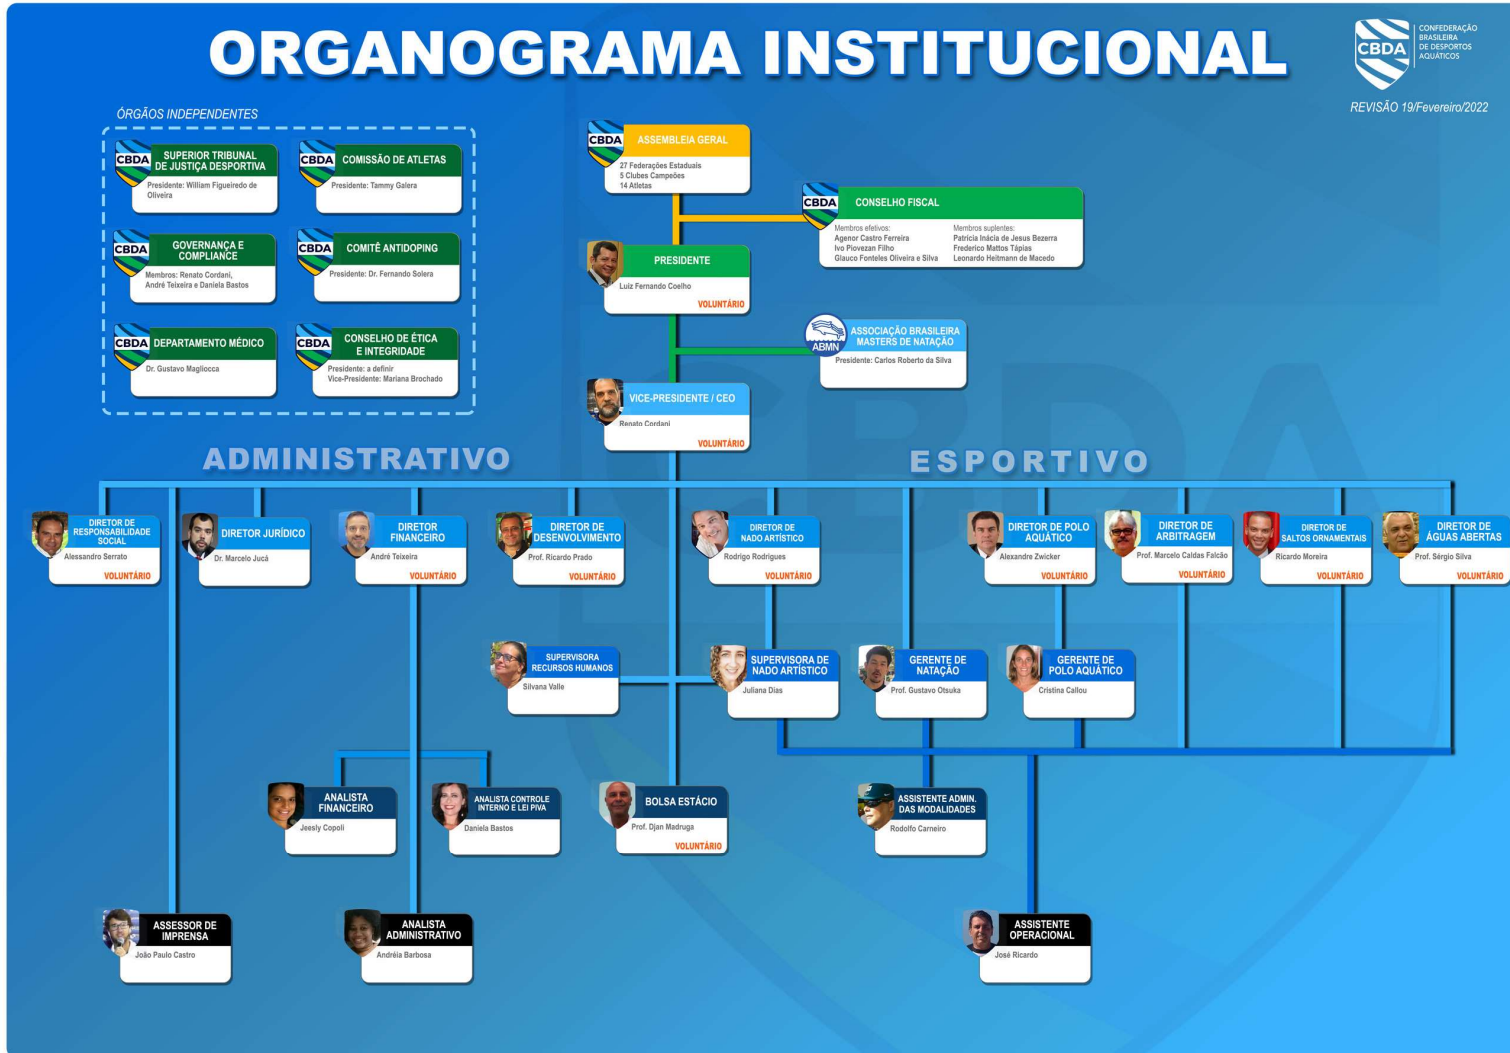 ORGANOGRAMA INSTITUCIONAL
CBDA
CONFEDERAÇÃO
BRASILEIRA
DE DESPORTOS
AQUÁTICOS
REVISÃO 19/Fevereiro/2022
ÓRGÃOS INDEPENDENTES
CBDA
SUPERIOR TRIBUNAL
DE JUSTIÇA DESPORTIVA
Presidente: William Figueiredo de
Oliveira
CBDA
COMISSÃO DE ATLETAS
Presidente: Tammy Galera
CBDA
GOVERNANÇA E
COMPLIANCE
Membros: Renato Cordani,
André Teixeira e Daniela Bastos
CBDA
COMITÊ ANTIDOPING
Presidente: Dr. Fernando Solera
CBDA
DEPARTAMENTO MÉDICO
Dr. Gustavo Magliocca
CBDA
CONSELHO DE ÉTICA
E INTEGRIDADE
Presidente: a definir
Vice-Presidente: Mariana Brochado
CBDA
ASSEMBLEIA GERAL
27 Federações Estaduais
5 Clubes Campeões
14 Atletas
CBDA
CONSELHO FISCAL
Membros efetivos:
Agenor Castro Ferreira
Ivo Piovezan Filho
Glauco Fonteles Oliveira e Silva
Membros suplentes:
Patrícia Inácia de Jesus Bezerra
Frederico Mattos Tápias
Leonardo Heitmann de Macedo
PRESIDENTE
Luiz Fernando Coelho
VOLUNTÁRIO
ABMN
ASSOCIAÇÃO BRASILEIRA
MASTERS DE NATAÇÃO
Presidente: Carlos Roberto da Silva
VICE-PRESIDENTE / CEO
Renato Cordani
VOLUNTÁRIO
CBDA
ADMINISTRATIVO
ESPORTIVO
DIRETOR DE
RESPONSABILIDADE
SOCIAL
Alessandro Serrato
VOLUNTÁRIO
DIRETOR JURÍDICO
Dr. Marcelo Jucá
DIRETOR
FINANCEIRO
André Teixeira
VOLUNTÁRIO
DIRETOR DE
DESENVOLVIMENTO
Prof. Ricardo Prado
VOLUNTÁRIO
DIRETOR DE
NADO ARTÍSTICO
Rodrigo Rodrigues
VOLUNTÁRIO
DIRETOR DE POLO
AQUÁTICO
Alexandre Zwicker
VOLUNTÁRIO
DIRETOR DE
ARBITRAGEM
Prof. Marcelo Caldas Falcão
VOLUNTÁRIO
DIRETOR DE
SALTOS ORNAMENTAIS
Ricardo Moreira
VOLUNTÁRIO
DIRETOR DE
ÁGUAS ABERTAS
Prof. Sérgio Silva
VOLUNTÁRIO
SUPERVISORA
RECURSOS HUMANOS
Silvana Valle
SUPERVISORA DE
NADO ARTÍSTICO
Juliana Dias
GERENTE DE
NATAÇÃO
Prof. Gustavo Otsuka
GERENTE DE
POLO AQUÁTICO
Cristina Callou
ANALISTA
FINANCEIRO
Jeesly Copoli
ANALISTA CONTROLE
INTERNO E LEI PIVA
Daniela Bastos
BOLSA ESTÁCIO
Prof. Djan Madruga
VOLUNTÁRIO
ASSISTENTE ADMIN.
DAS MODALIDADES
Rodolfo Carneiro
ASSESSOR DE
IMPRENSA
João Paulo Castro
ANALISTA
ADMINISTRATIVO
Andréia Barbosa
ASSISTENTE
OPERACIONAL
José Ricardo